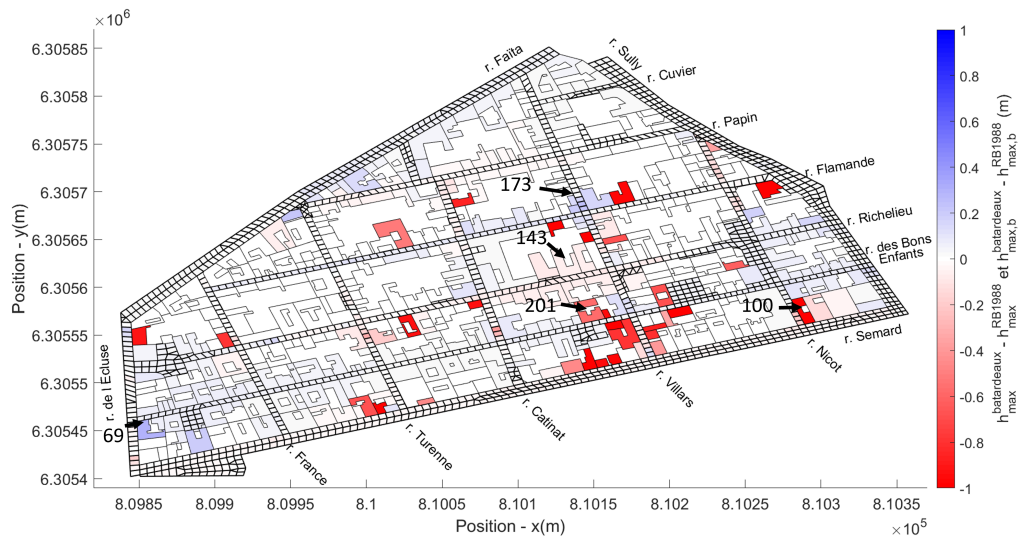 × 10⁶
6.30585
6.3058
6.30575
6.3057
6.30565
6.3056
6.30555
6.3055
6.30545
6.3054
Position - y(m)
r. Faïta
r. Sully
r. Cuvier
r. Papin
r. Flamande
r. Richelieu
r. des Bons
Enfants
r. Semard
r. Nicot
r. Villars
r. Catinat
r. Turenne
r. France
r. de l Ecluse
173
143
201
100
69
8.0985
8.099
8.0995
8.1
8.1005
8.101
8.1015
8.102
8.1025
8.103
8.1035
× 10⁵
Position - x(m)
1
0.8
0.6
0.4
0.2
0
-0.2
-0.4
-0.6
-0.8
-1
h_max^batardeaux - h_max^RB1988 et h_max,b^batardeaux - h_max,b^RB1988 (m)